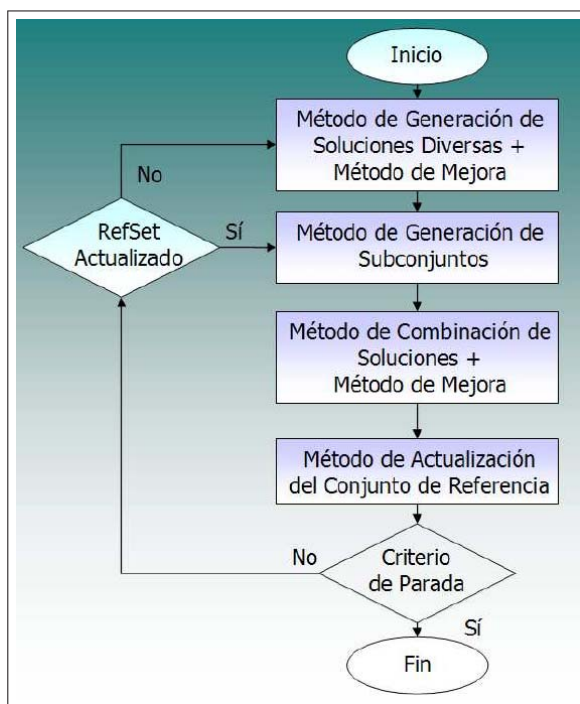 Inicio
Método de Generación de
Soluciones Diversas +
Método de Mejora
No
RefSet
Actualizado
Sí
Método de Generación de
Subconjuntos
Método de Combinación de
Soluciones +
Método de Mejora
Método de Actualización
del Conjunto de Referencia
No
Criterio
de Parada
Sí
Fin